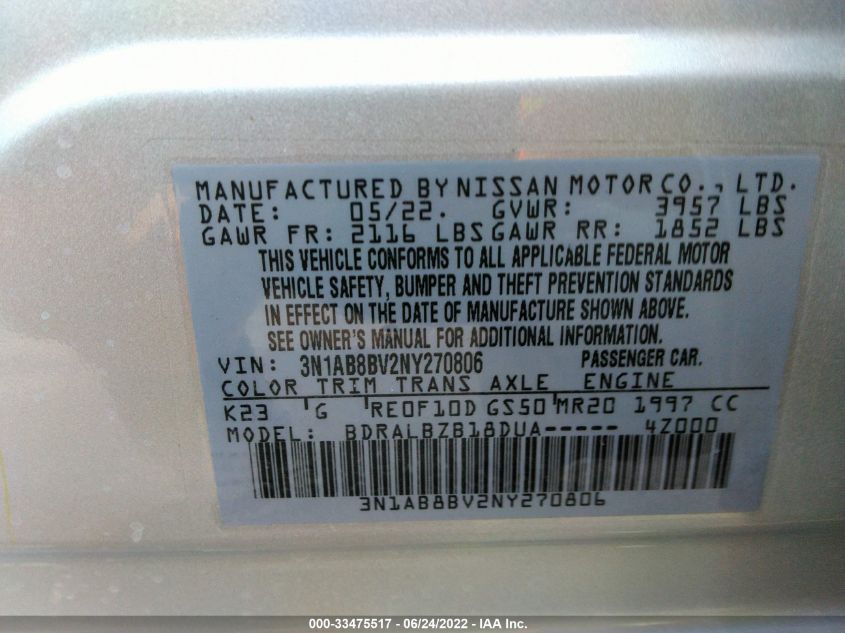 MANUFACTURED BY NISSAN MOTOR CO., LTD.
DATE: 05/22. GVWR: 3957 LBS
GAWR FR: 2116 LBS GAWR RR: 1852 LBS
THIS VEHICLE CONFORMS TO ALL APPLICABLE FEDERAL MOTOR
VEHICLE SAFETY, BUMPER AND THEFT PREVENTION STANDARDS
IN EFFECT ON THE DATE OF MANUFACTURE SHOWN ABOVE.
SEE OWNER'S MANUAL FOR ADDITIONAL INFORMATION.
VIN: 3N1AB8BV2NY270806 PASSENGER CAR.
COLOR TRIM TRANS AXLE ENGINE
K23 G RE0F10D GS50 MR20 1997 CC
MODEL: BDRALBZB18DUA----- 4Z000
3N1AB8BV2NY270806
000-33475517 - 06/24/2022 - IAA Inc.